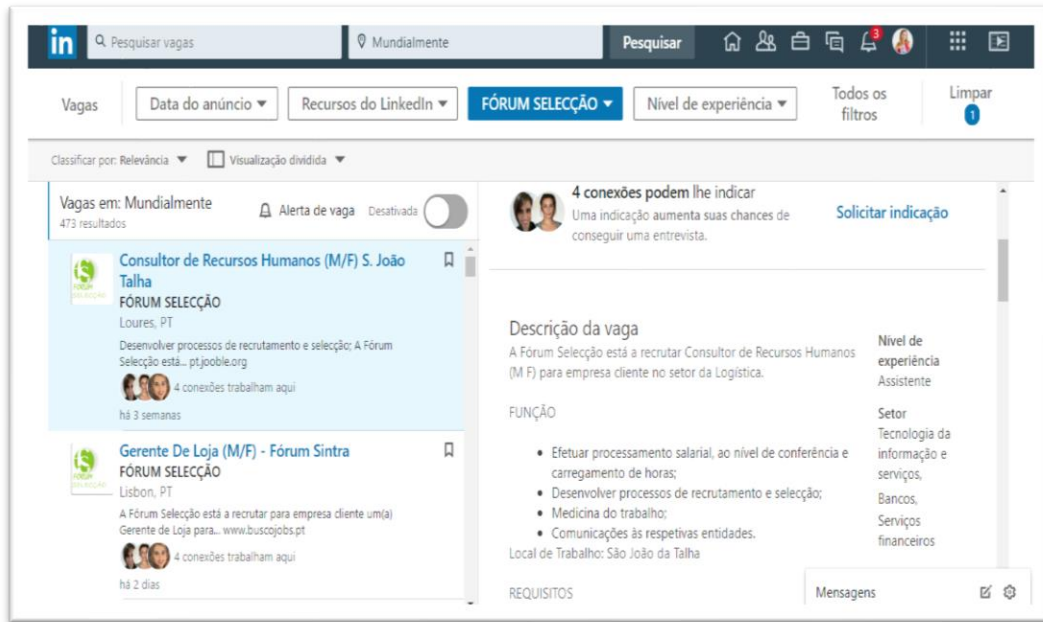 in
Pesquisar vagas
Mundialmente
Pesquisar
3
Vagas
Data do anúncio
Recursos do LinkedIn
FÓRUM SELECÇÃO
Nível de experiência
Todos os
filtros
Limpar
1
Classificar por: Relevância
Visualização dividida
Vagas em: Mundialmente
473 resultados
Alerta de vaga
Desativada
Consultor de Recursos Humanos (M/F) S. João
Talha
FÓRUM SELECÇÃO
Loures, PT
Desenvolver processos de recrutamento e selecção; A Fórum
Selecção está... pt.jooble.org
4 conexões trabalham aqui
há 3 semanas
Gerente De Loja (M/F) - Fórum Sintra
FÓRUM SELECÇÃO
Lisbon, PT
A Fórum Selecção está a recrutar para empresa cliente um(a)
Gerente de Loja para... www.buscojobs.pt
4 conexões trabalham aqui
há 2 dias
4 conexões podem lhe indicar
Uma indicação aumenta suas chances de
conseguir uma entrevista.
Solicitar indicação
Descrição da vaga
A Fórum Selecção está a recrutar Consultor de Recursos Humanos
(M F) para empresa cliente no setor da Logística.
FUNÇÃO
Efetuar processamento salarial, ao nível de conferência e
carregamento de horas;
Desenvolver processos de recrutamento e selecção;
Medicina do trabalho;
Comunicações às respetivas entidades.
Local de Trabalho: São João da Talha
REQUISITOS
Nível de
experiência
Assistente
Setor
Tecnologia da
informação e
serviços,
Bancos,
Serviços
financeiros
Mensagens